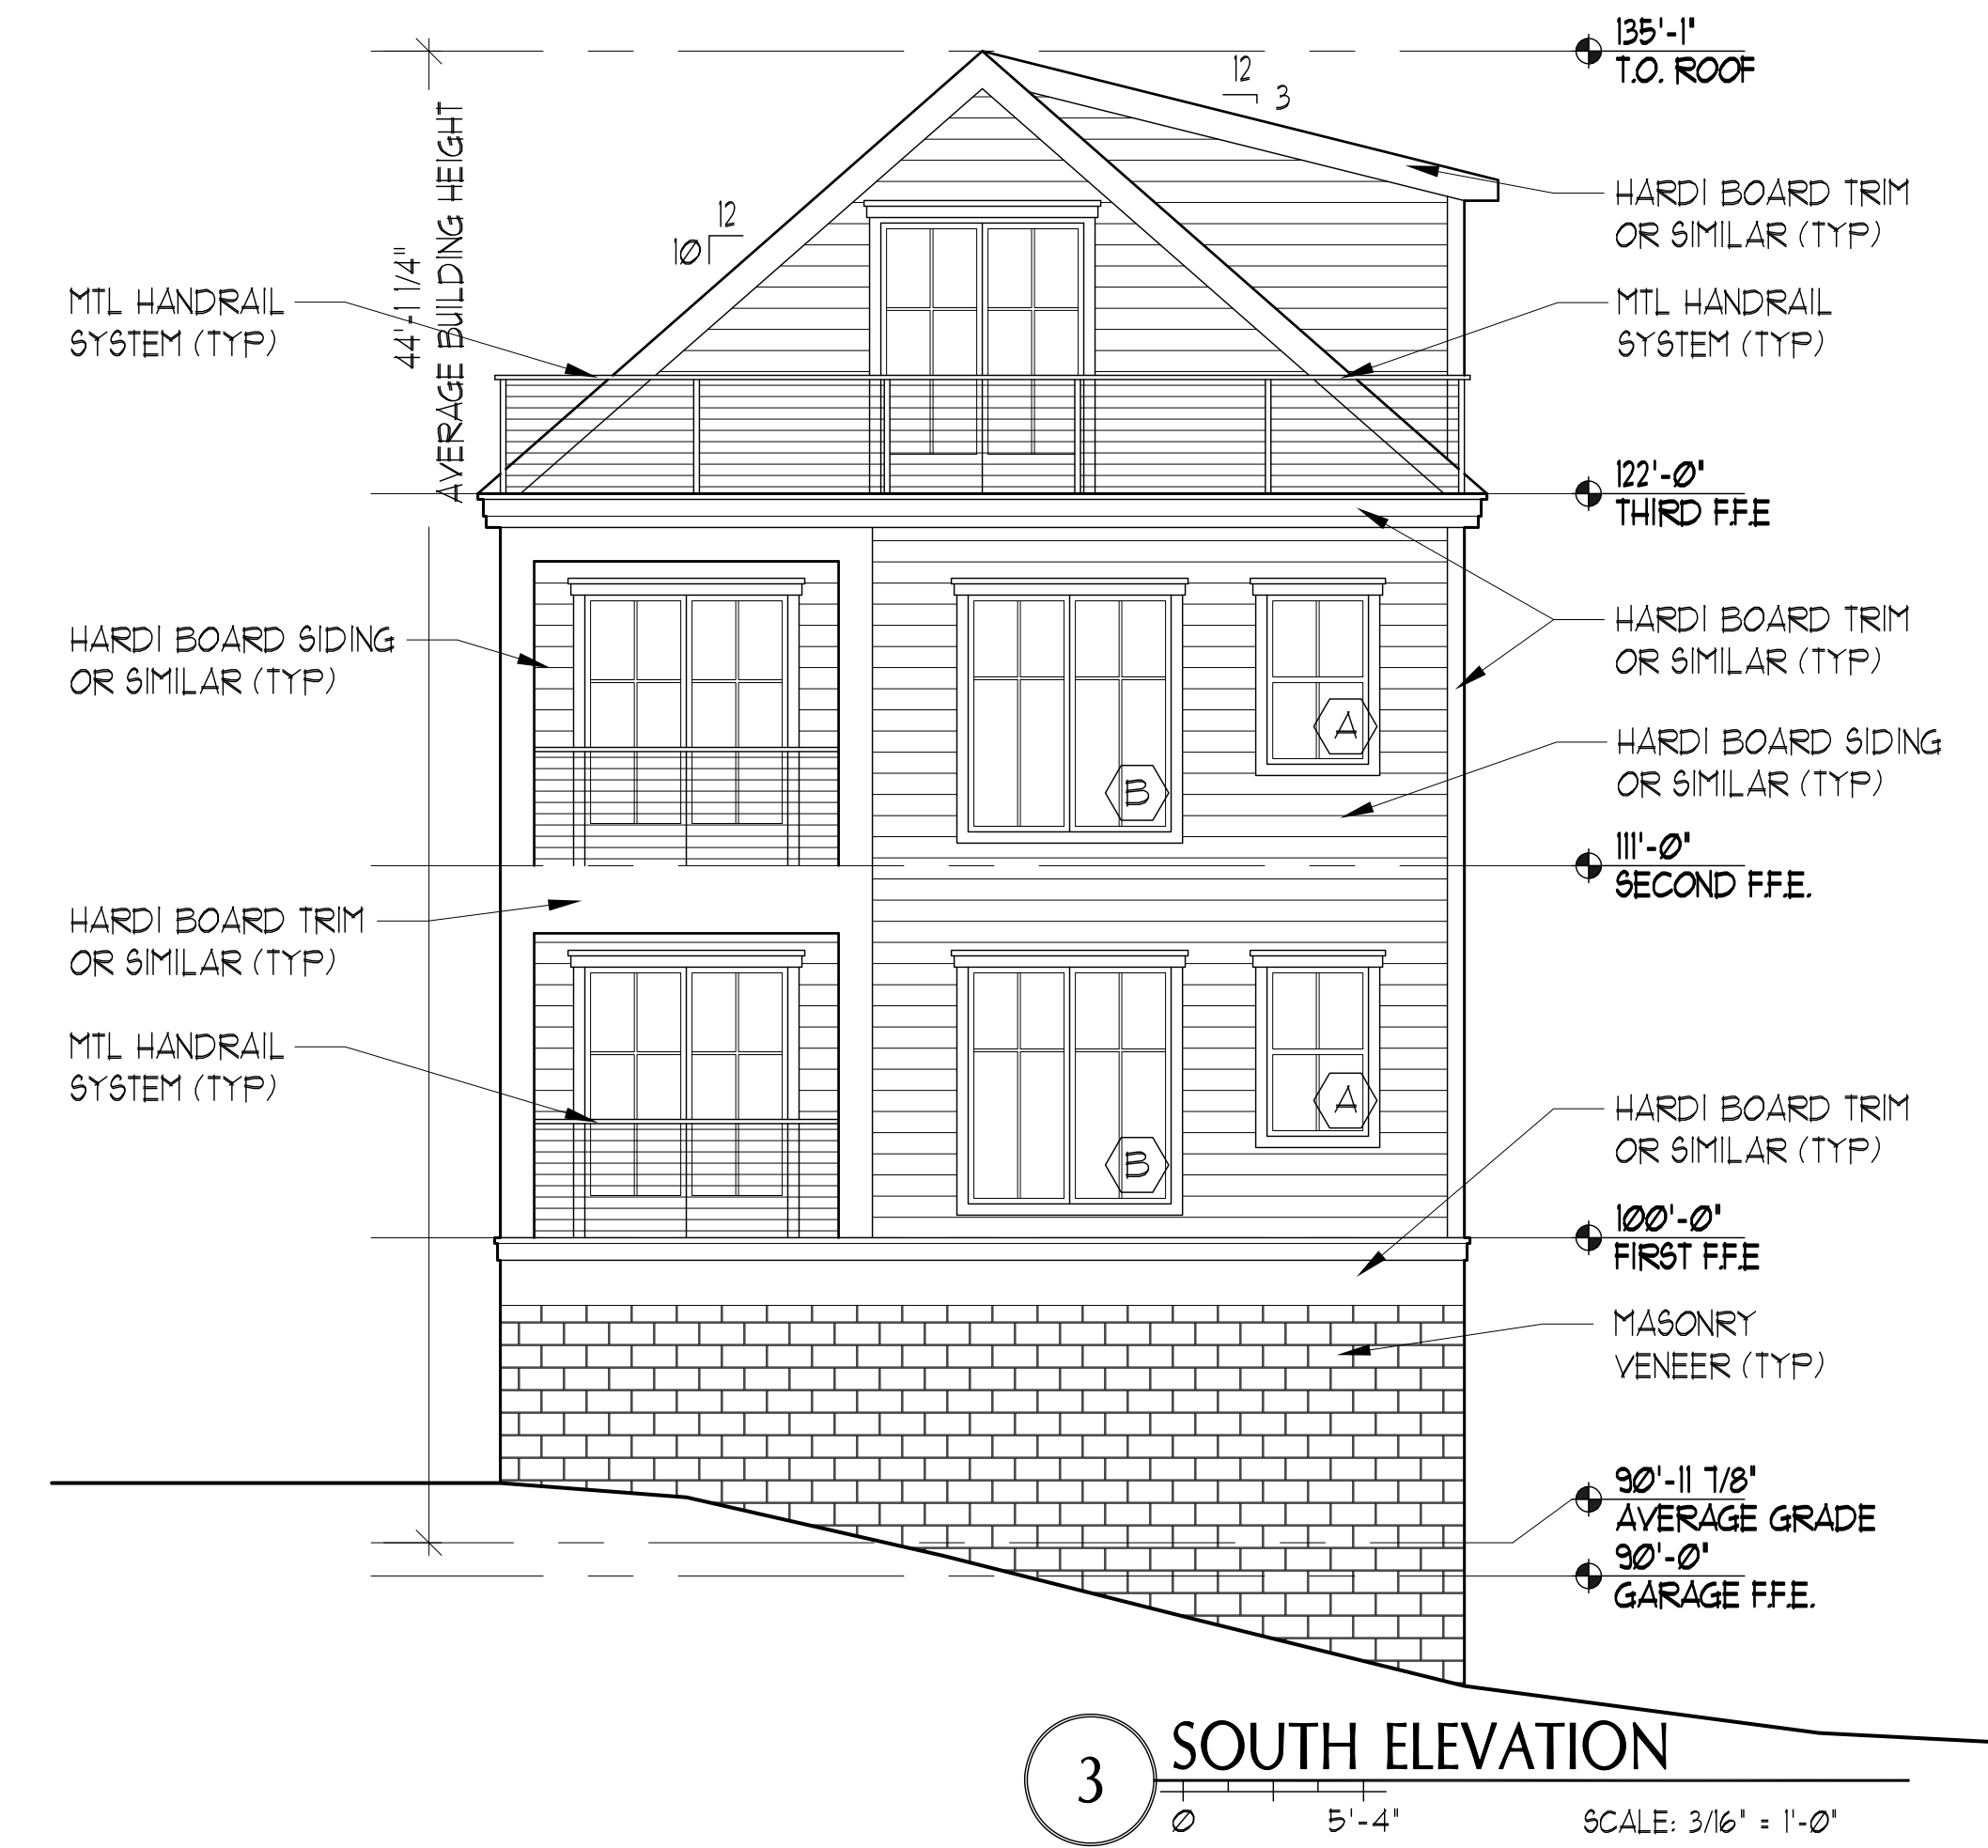 135'-1"
T.O. ROOF
12
3
HARDI BOARD TRIM
OR SIMILAR (TYP)
12
10
44'-1 1/4"
AVERAGE BUILDING HEIGHT
MTL HANDRAIL
SYSTEM (TYP)
MTL HANDRAIL
SYSTEM (TYP)
122'-0"
THIRD F.F.E
HARDI BOARD SIDING
OR SIMILAR (TYP)
HARDI BOARD TRIM
OR SIMILAR (TYP)
A
B
HARDI BOARD SIDING
OR SIMILAR (TYP)
111'-0"
SECOND F.F.E.
HARDI BOARD TRIM
OR SIMILAR (TYP)
MTL HANDRAIL
SYSTEM (TYP)
A
B
HARDI BOARD TRIM
OR SIMILAR (TYP)
100'-0"
FIRST F.F.E
MASONRY
VENEER (TYP)
90'-11 7/8"
AVERAGE GRADE
90'-0"
GARAGE F.F.E.
3
SOUTH ELEVATION
0
5'-4"
SCALE: 3/16" = 1'-0"